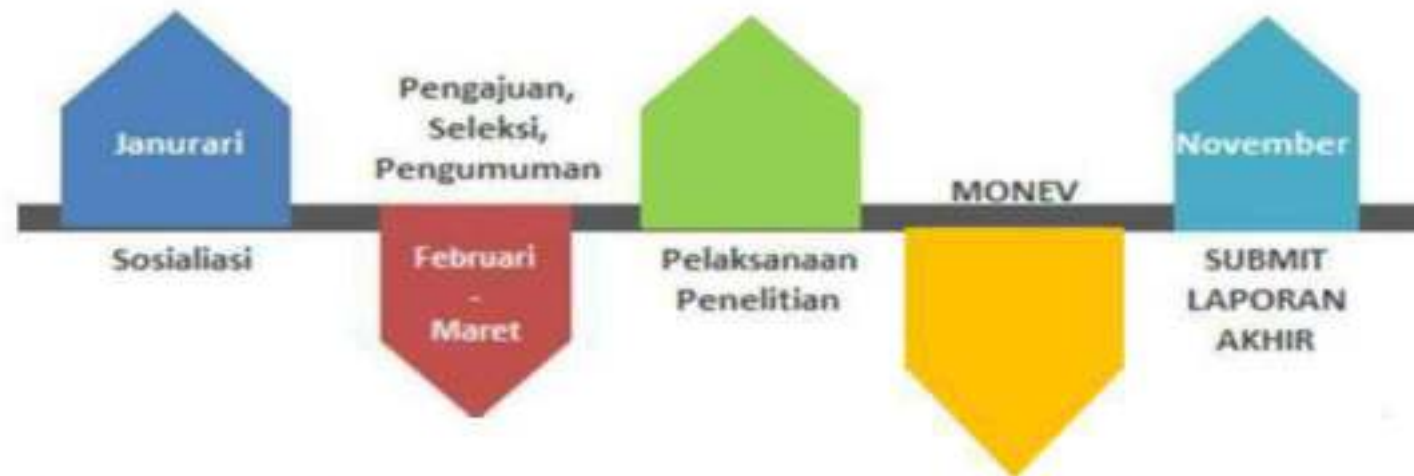 Janurari
Sosialiasi
Pengajuan,
Seleksi,
Pengumuman
Februari
-
Maret
Pelaksanaan
Penelitian
MONEV
November
SUBMIT
LAPORAN
AKHIR